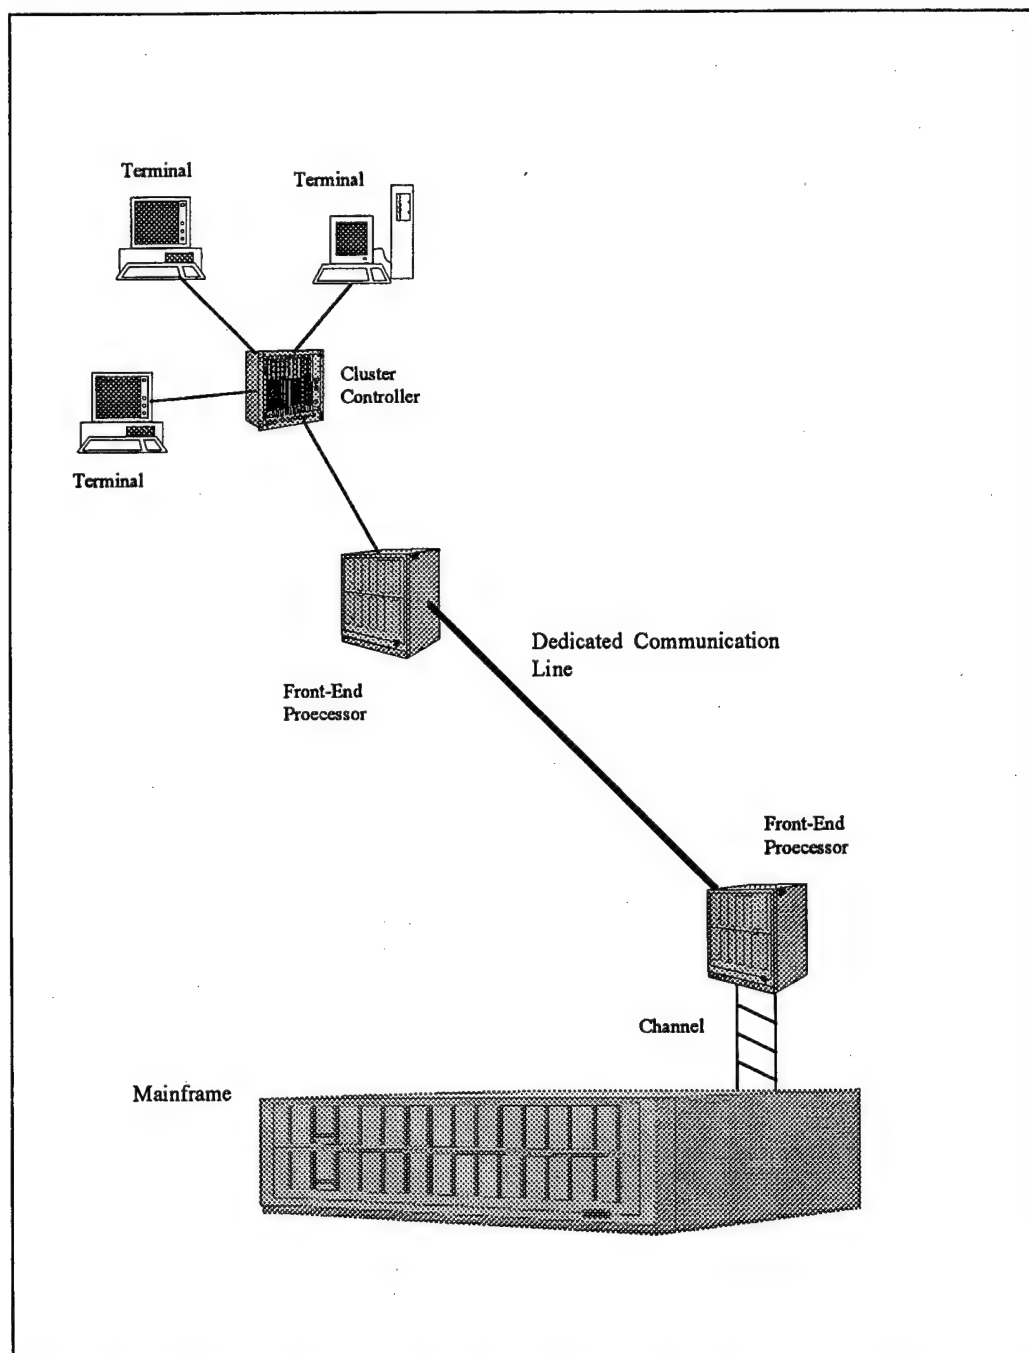 Terminal
Terminal
Cluster
Controller
Terminal
Dedicated Communication
Line
Front-End
Proecessor
Front-End
Proecessor
Channel
Mainframe